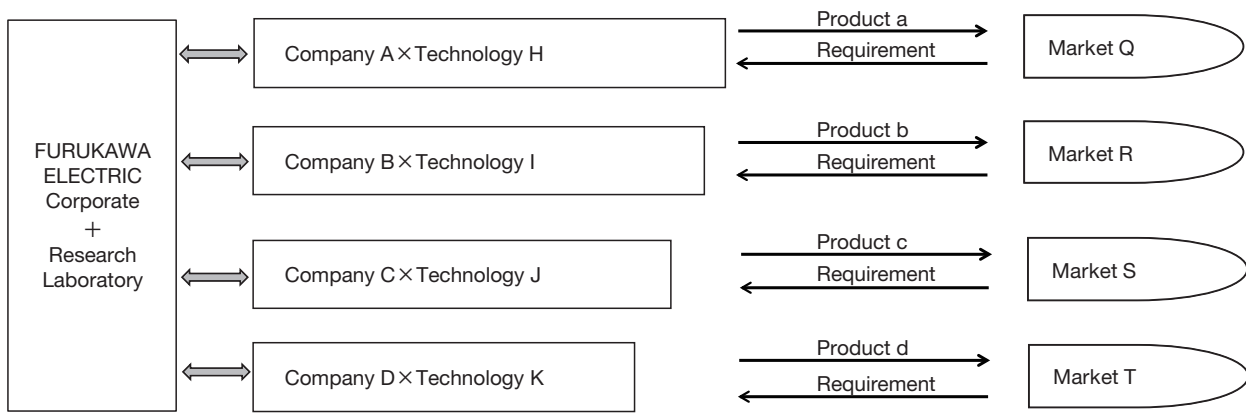 FURUKAWA
ELECTRIC
Corporate
+
Research
Laboratory
Company A×Technology H
Product a
Requirement
Market Q
Company B×Technology I
Product b
Requirement
Market R
Company C×Technology J
Product c
Requirement
Market S
Company D×Technology K
Product d
Requirement
Market T